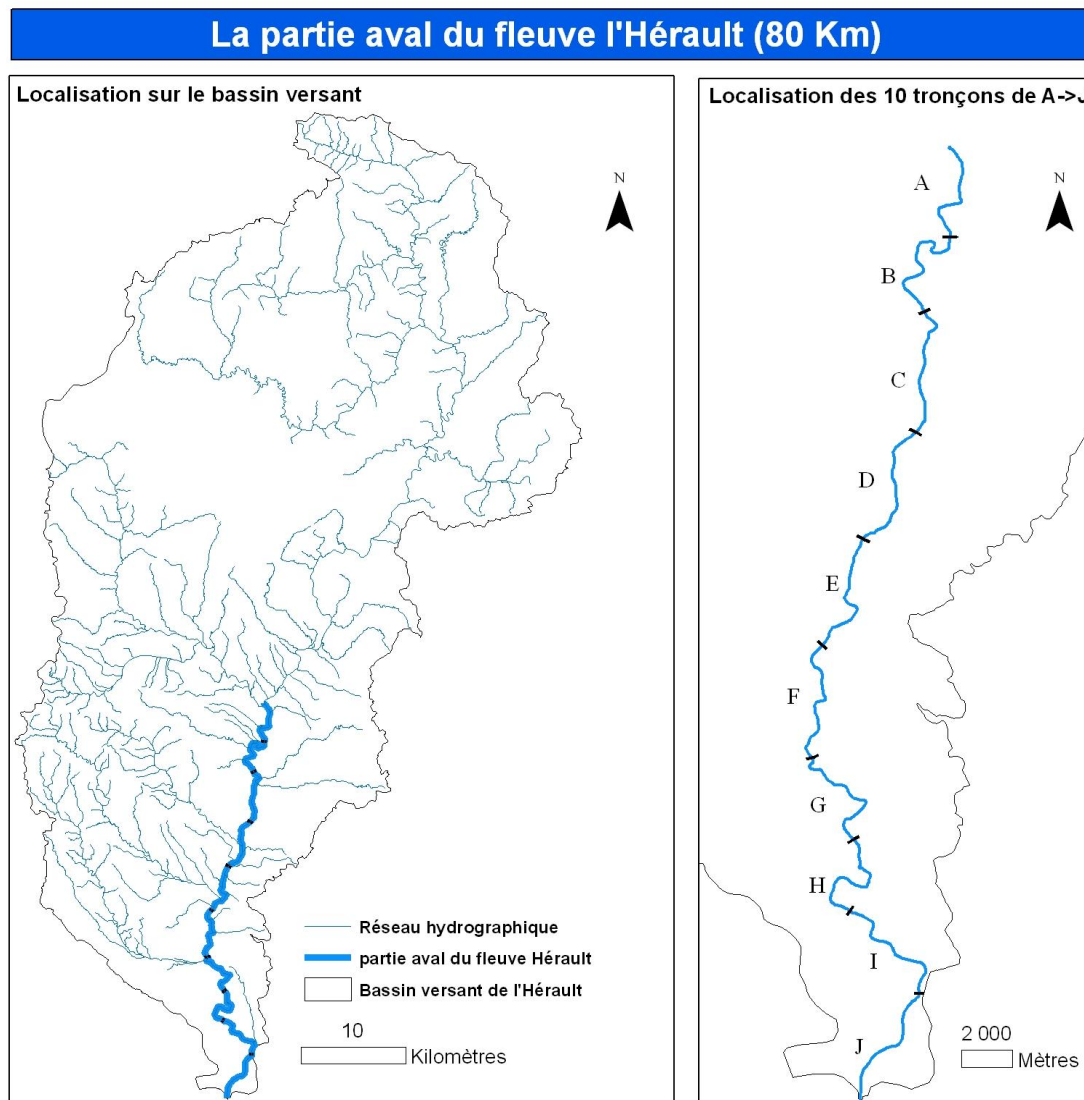 La partie aval du fleuve l'Hérault (80 Km)
Localisation sur le bassin versant
N
Réseau hydrographique
partie aval du fleuve Hérault
Bassin versant de l'Hérault
10
Kilomètres
Localisation des 10 tronçons de A->J
N
A
B
C
D
E
F
G
H
I
J
2 000
Mètres